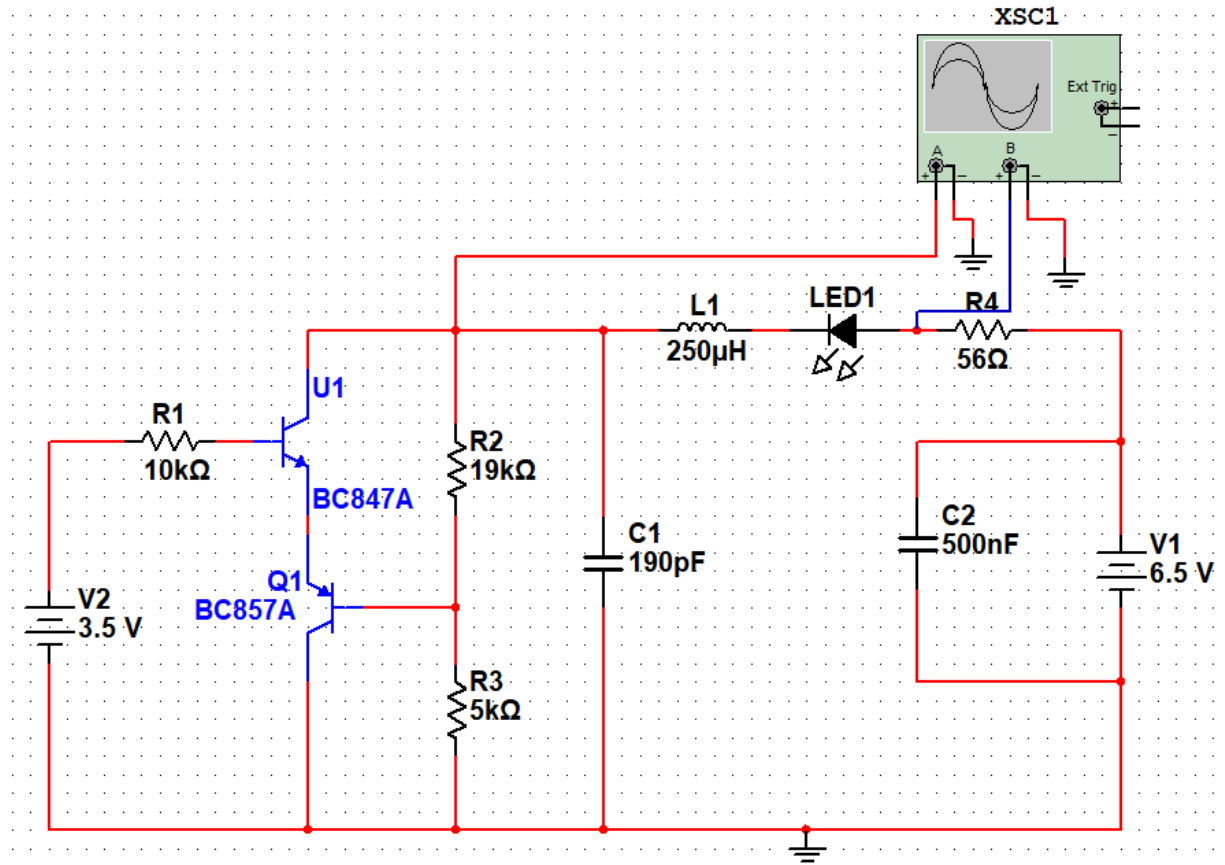 XSC1
Ext Trig
+
−
A
B
+
−
+
−
L1
250µH
LED1
R4
56Ω
U1
BC847A
R1
10kΩ
R2
19kΩ
C1
190pF
C2
500nF
V1
6.5 V
Q1
BC857A
V2
3.5 V
R3
5kΩ